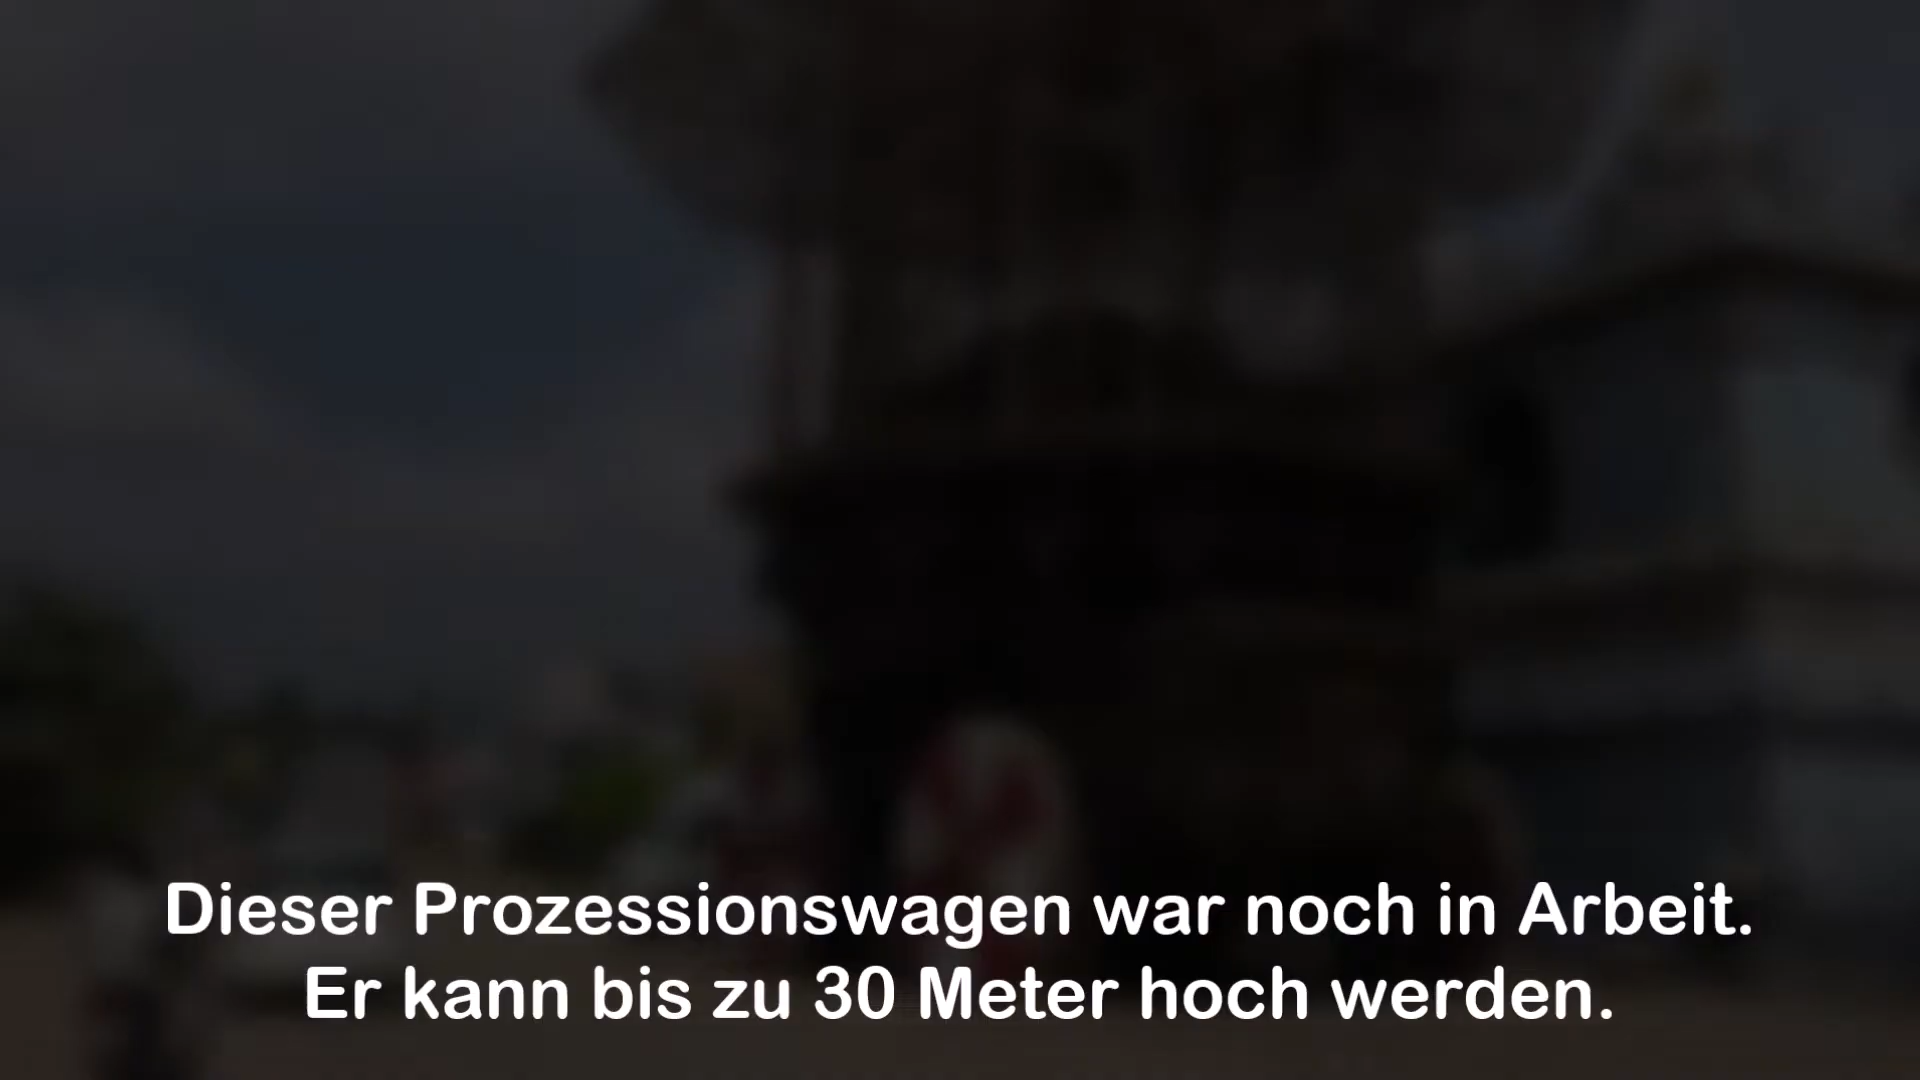 Dieser Prozessionswagen war noch in Arbeit.
Er kann bis zu 30 Meter hoch werden.